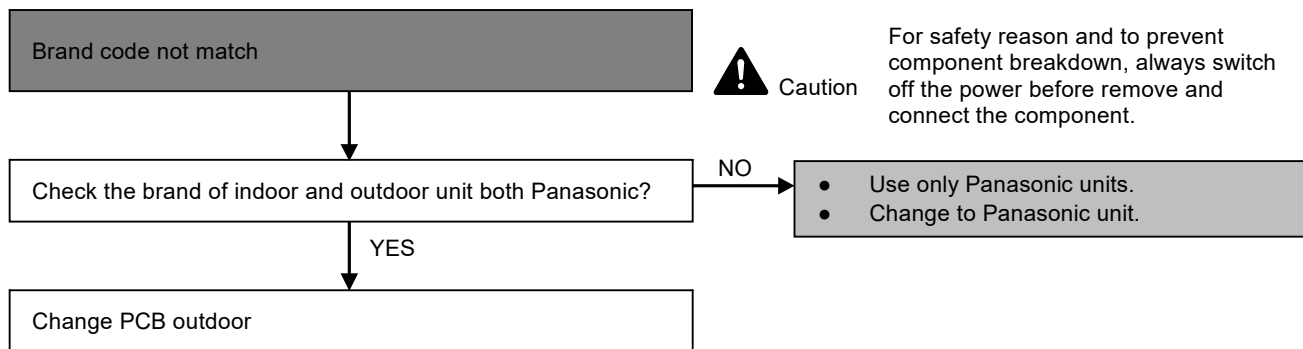 Brand code not match
Caution
For safety reason and to prevent
component breakdown, always switch
off the power before remove and
connect the component.
Check the brand of indoor and outdoor unit both Panasonic?
NO
● Use only Panasonic units.
● Change to Panasonic unit.
YES
Change PCB outdoor